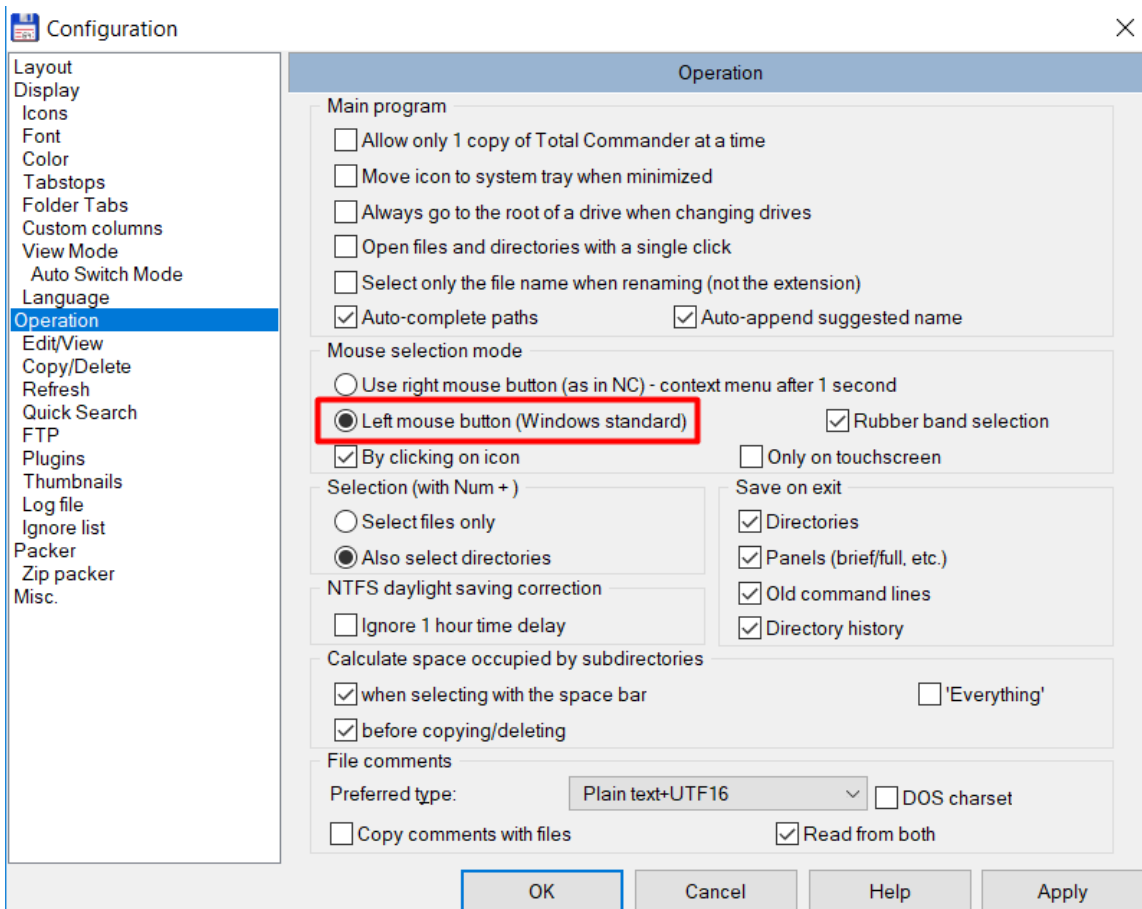 Configuration
Layout
Display
Icons
Font
Color
Tabstops
Folder Tabs
Custom columns
View Mode
Auto Switch Mode
Language
Operation
Edit/View
Copy/Delete
Refresh
Quick Search
FTP
Plugins
Thumbnails
Log file
Ignore list
Packer
Zip packer
Misc.
Operation
Main program
Allow only 1 copy of Total Commander at a time
Move icon to system tray when minimized
Always go to the root of a drive when changing drives
Open files and directories with a single click
Select only the file name when renaming (not the extension)
Auto-complete paths Auto-append suggested name
Mouse selection mode
Use right mouse button (as in NC) - context menu after 1 second
Left mouse button (Windows standard) Rubber band selection
By clicking on icon Only on touchscreen
Selection (with Num + )
Select files only
Also select directories
Save on exit
Directories
Panels (brief/full, etc.)
Old command lines
Directory history
NTFS daylight saving correction
Ignore 1 hour time delay
Calculate space occupied by subdirectories
when selecting with the space bar 'Everything'
before copying/deleting
File comments
Preferred type: Plain text+UTF16 DOS charset
Copy comments with files Read from both
OK Cancel Help Apply